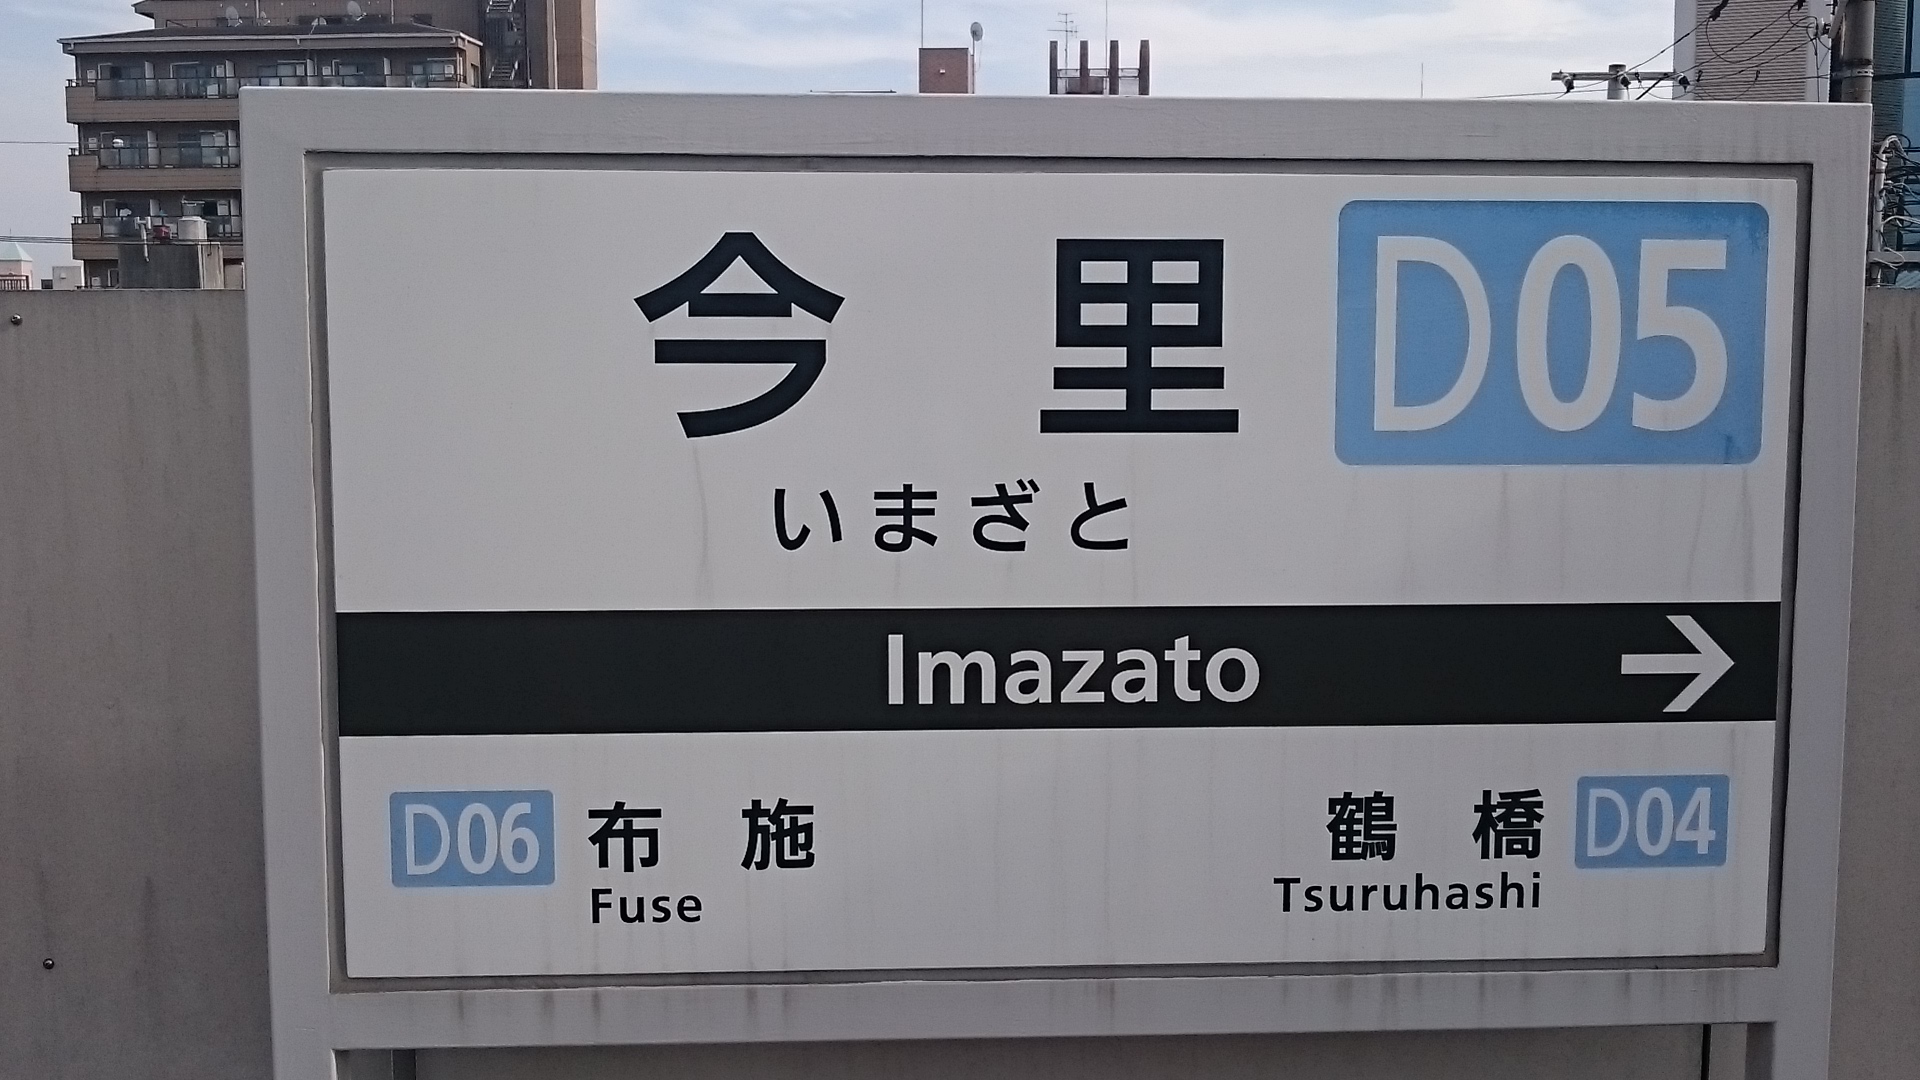 今里 D05
いまざと
Imazato →
D06 布施 鶴橋 D04
Fuse Tsuruhashi